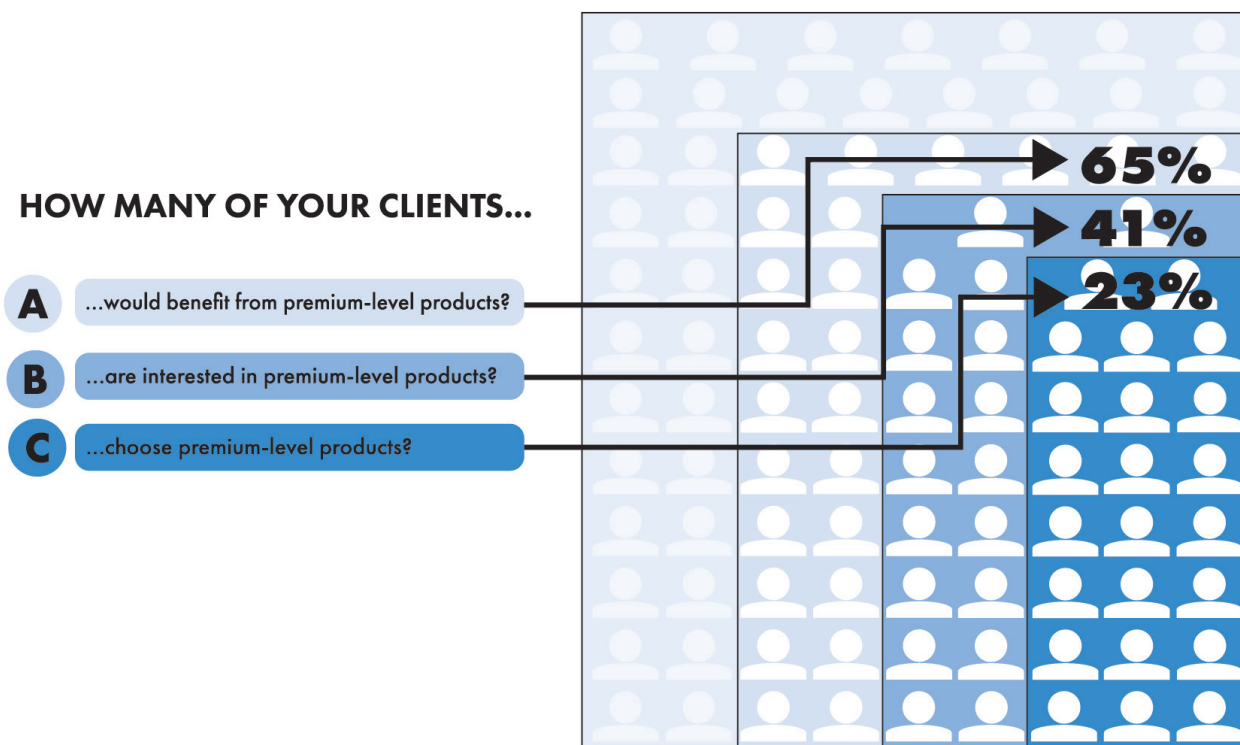 HOW MANY OF YOUR CLIENTS...
A ...would benefit from premium-level products?
B ...are interested in premium-level products?
C ...choose premium-level products?
65%
41%
23%